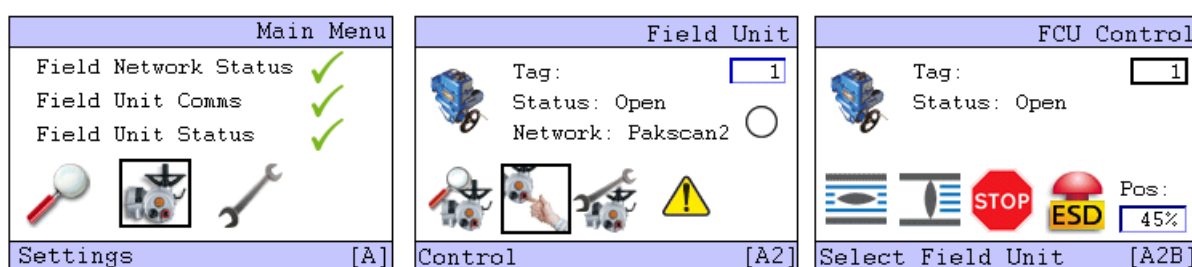 Main Menu
Field Network Status
Field Unit Comms
Field Unit Status
Settings [A]
Field Unit
Tag: 1
Status: Open
Network: Pakscan2
Control [A2]
FCU Control
Tag: 1
Status: Open
STOP
ESD
Pos:
45%
Select Field Unit [A2B]